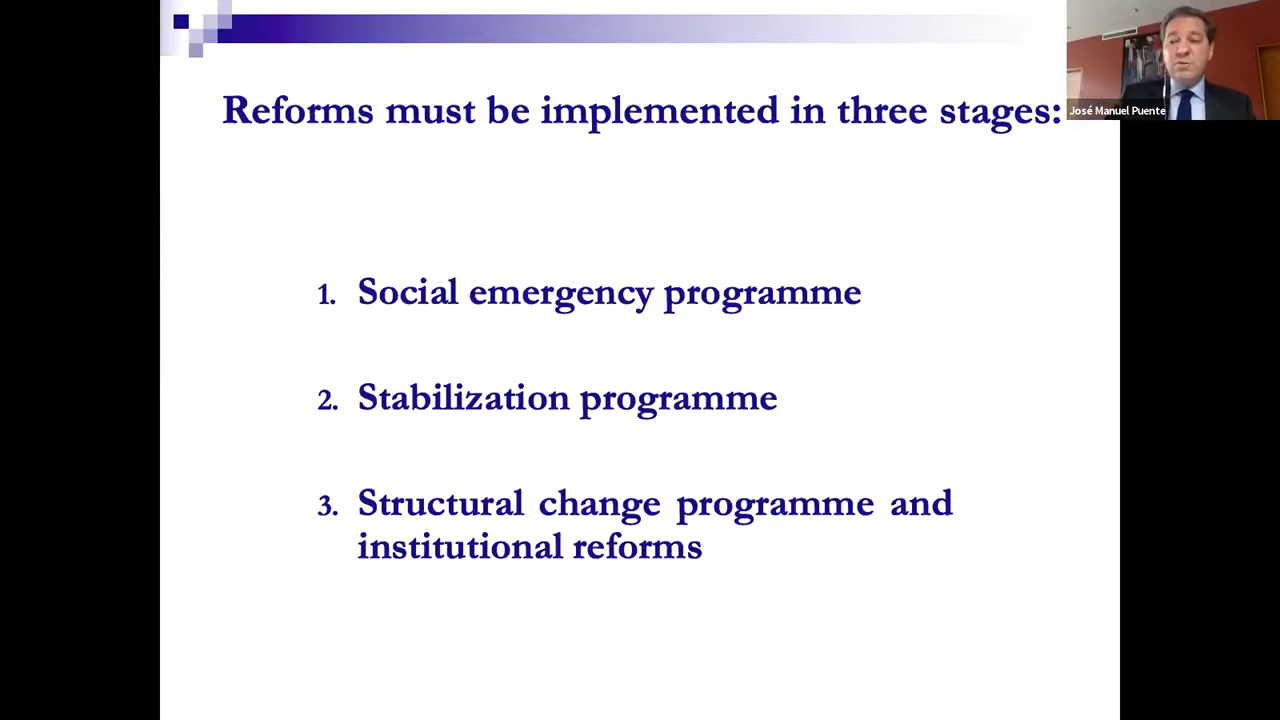 Reforms must be implemented in three stages:
José Manuel Puente
1. Social emergency programme
2. Stabilization programme
3. Structural change programme and
institutional reforms